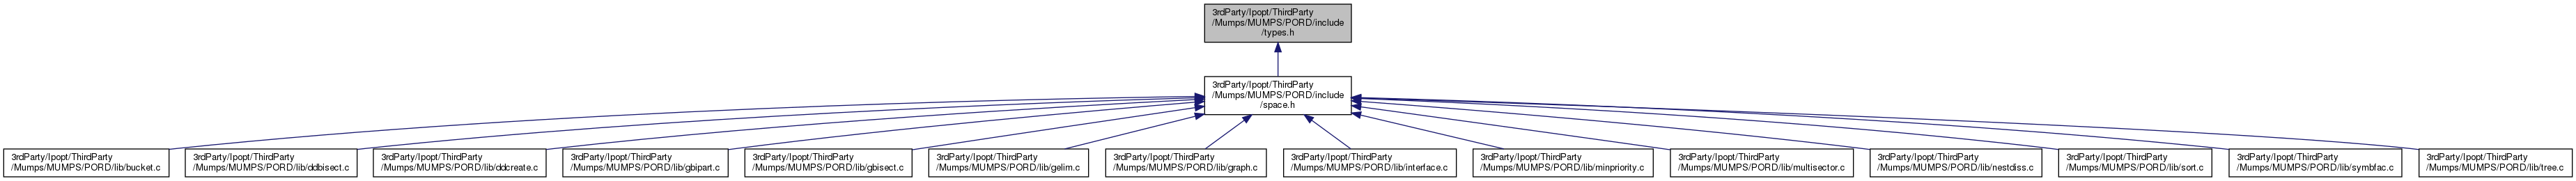 3rdParty/Ipopt/ThirdParty
/Mumps/MUMPS/PORD/include
/types.h
3rdParty/Ipopt/ThirdParty
/Mumps/MUMPS/PORD/include
/space.h
3rdParty/Ipopt/ThirdParty
/Mumps/MUMPS/PORD/lib/bucket.c
3rdParty/Ipopt/ThirdParty
/Mumps/MUMPS/PORD/lib/ddbisect.c
3rdParty/Ipopt/ThirdParty
/Mumps/MUMPS/PORD/lib/ddcreate.c
3rdParty/Ipopt/ThirdParty
/Mumps/MUMPS/PORD/lib/gbipart.c
3rdParty/Ipopt/ThirdParty
/Mumps/MUMPS/PORD/lib/gbisect.c
3rdParty/Ipopt/ThirdParty
/Mumps/MUMPS/PORD/lib/gelim.c
3rdParty/Ipopt/ThirdParty
/Mumps/MUMPS/PORD/lib/graph.c
3rdParty/Ipopt/ThirdParty
/Mumps/MUMPS/PORD/lib/interface.c
3rdParty/Ipopt/ThirdParty
/Mumps/MUMPS/PORD/lib/minpriority.c
3rdParty/Ipopt/ThirdParty
/Mumps/MUMPS/PORD/lib/multisector.c
3rdParty/Ipopt/ThirdParty
/Mumps/MUMPS/PORD/lib/nestdiss.c
3rdParty/Ipopt/ThirdParty
/Mumps/MUMPS/PORD/lib/sort.c
3rdParty/Ipopt/ThirdParty
/Mumps/MUMPS/PORD/lib/symbfac.c
3rdParty/Ipopt/ThirdParty
/Mumps/MUMPS/PORD/lib/tree.c